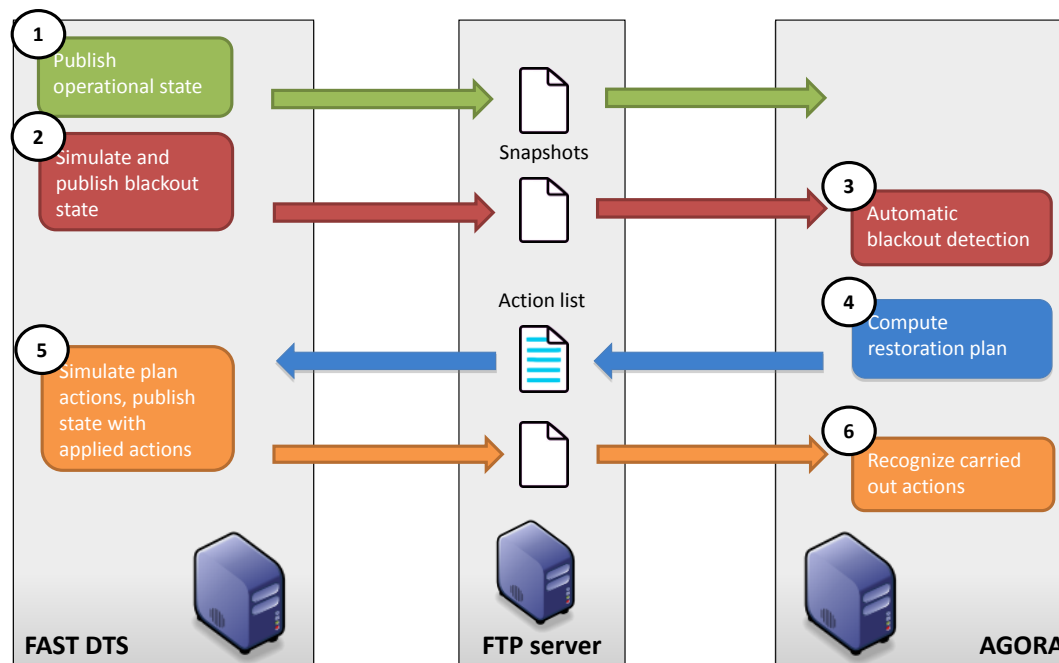 1
Publish
operational state
2
Simulate and
publish blackout
state
Snapshots
3
Automatic
blackout detection
Action list
4
Compute
restoration plan
5
Simulate plan
actions, publish
state with
applied actions
6
Recognize carried
out actions
FAST DTS
FTP server
AGORA